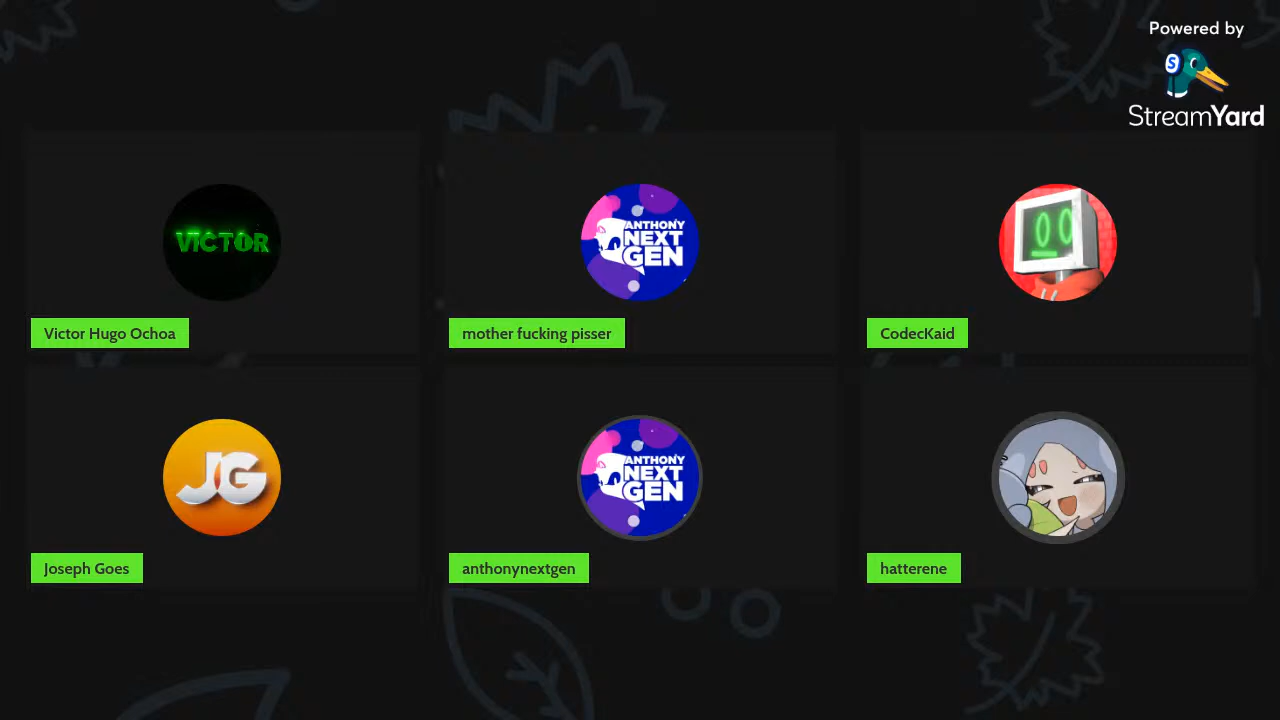 Powered by
S
StreamYard
VICTOR
ANTHONY
NEXT
GEN
00
Victor Hugo Ochoa
mother fucking pisser
CodecKaid
JG
ANTHONY
NEXT
GEN
Joseph Goes
anthonynextgen
hatterene